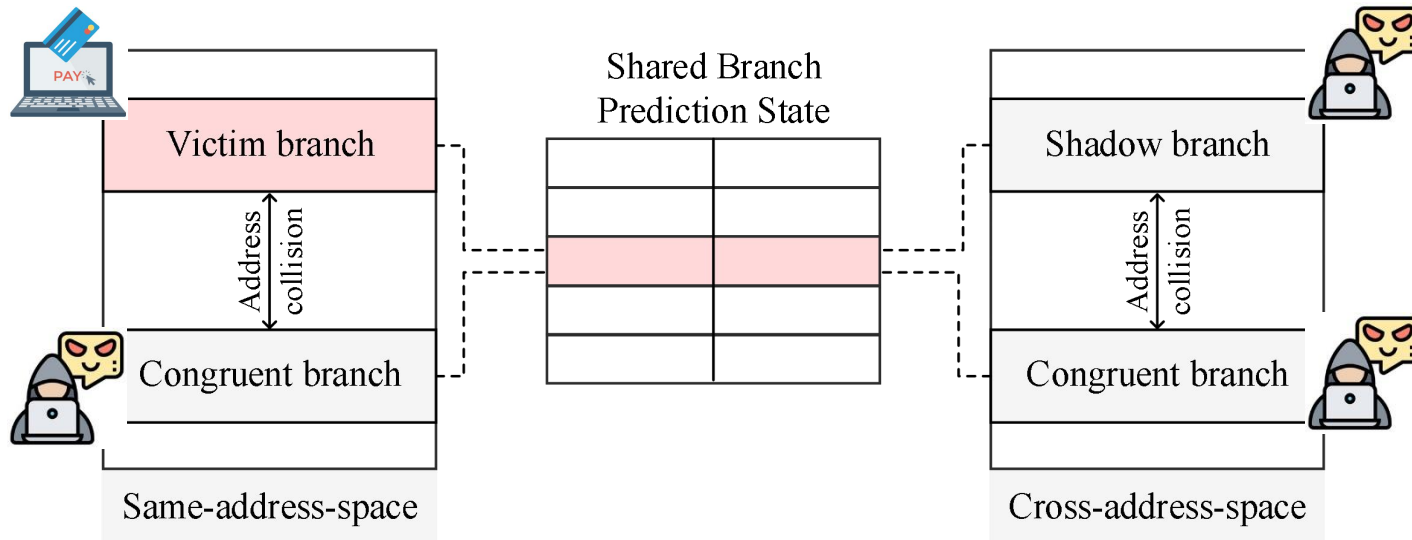 PAY
Shared Branch
Prediction State
Victim branch
Shadow branch
Address
collision
Address
collision
Congruent branch
Congruent branch
Same-address-space
Cross-address-space